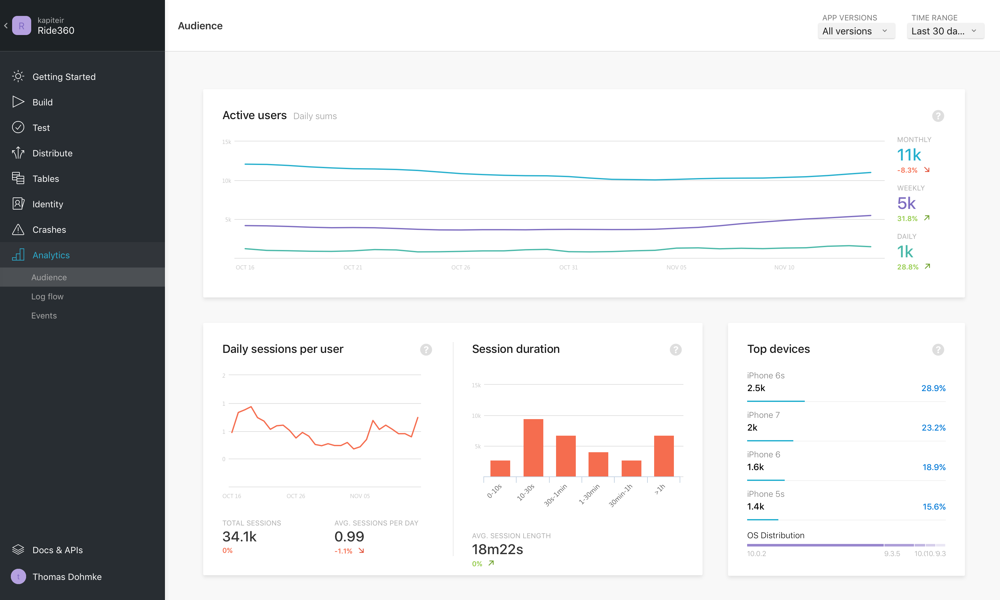 kapiteir
R
Ride360
Getting Started
Build
Test
Distribute
Tables
Identity
Crashes
Analytics
Audience
Log flow
Events
Docs & APIs
t
Thomas Dohmke
Audience
APP VERSIONS
All versions
TIME RANGE
Last 30 da...
Active users Daily sums
?
15k
10k
5k
OCT 16 OCT 21 OCT 26 OCT 31 NOV 05 NOV 10
MONTHLY
11k
-8.3%
WEEKLY
5k
31.8%
DAILY
1k
28.8%
Daily sessions per user
?
2
1
1
0
OCT 16 OCT 26 NOV 05
TOTAL SESSIONS
34.1k
0%
AVG. SESSIONS PER DAY
0.99
-1.1%
Session duration
?
15k
10k
5k
0-10s 10-30s 30s-1min 1-30min 30min-1h >1h
AVG. SESSION LENGTH
18m22s
0%
Top devices
?
iPhone 6s
2.5k 28.9%
iPhone 7
2k 23.2%
iPhone 6
1.6k 18.9%
iPhone 5s
1.4k 15.6%
OS Distribution
10.0.2 9.3.5 9.3